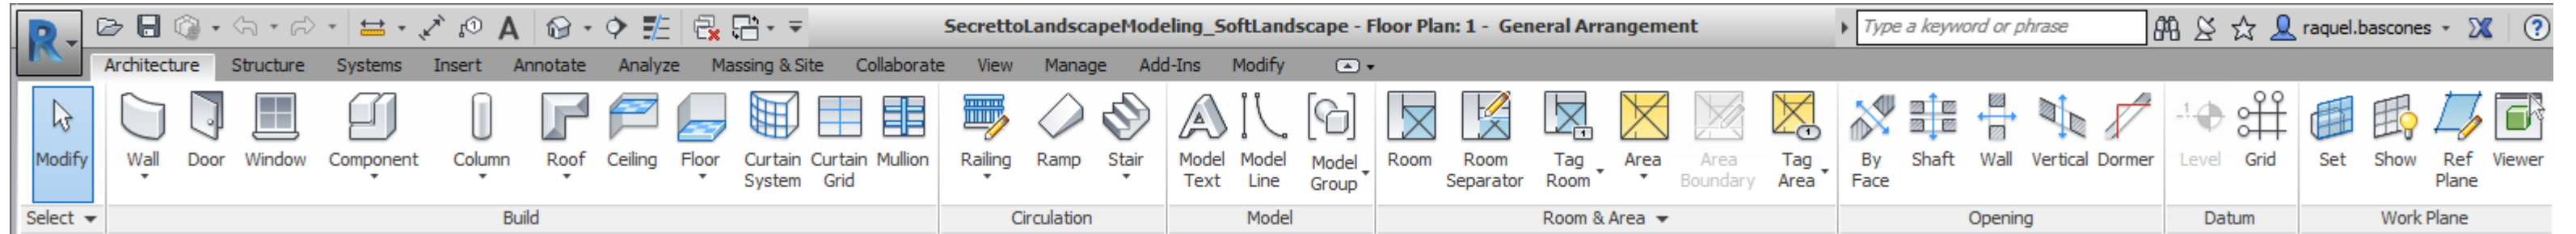 SecrettoLandscapeModeling_SoftLandscape - Floor Plan: 1 - General Arrangement
Type a keyword or phrase
raquel.bascones
Architecture Structure Systems Insert Annotate Analyze Massing & Site Collaborate View Manage Add-Ins Modify
Modify Wall Door Window Component Column Roof Ceiling Floor Curtain System Curtain Grid Mullion Railing Ramp Stair Model Text Model Line Model Group Room Room Separator Tag Room Area Area Boundary Tag Area By Face Shaft Wall Vertical Dormer Level Grid Set Show Ref Plane Viewer
Select Build Circulation Model Room & Area Opening Datum Work Plane